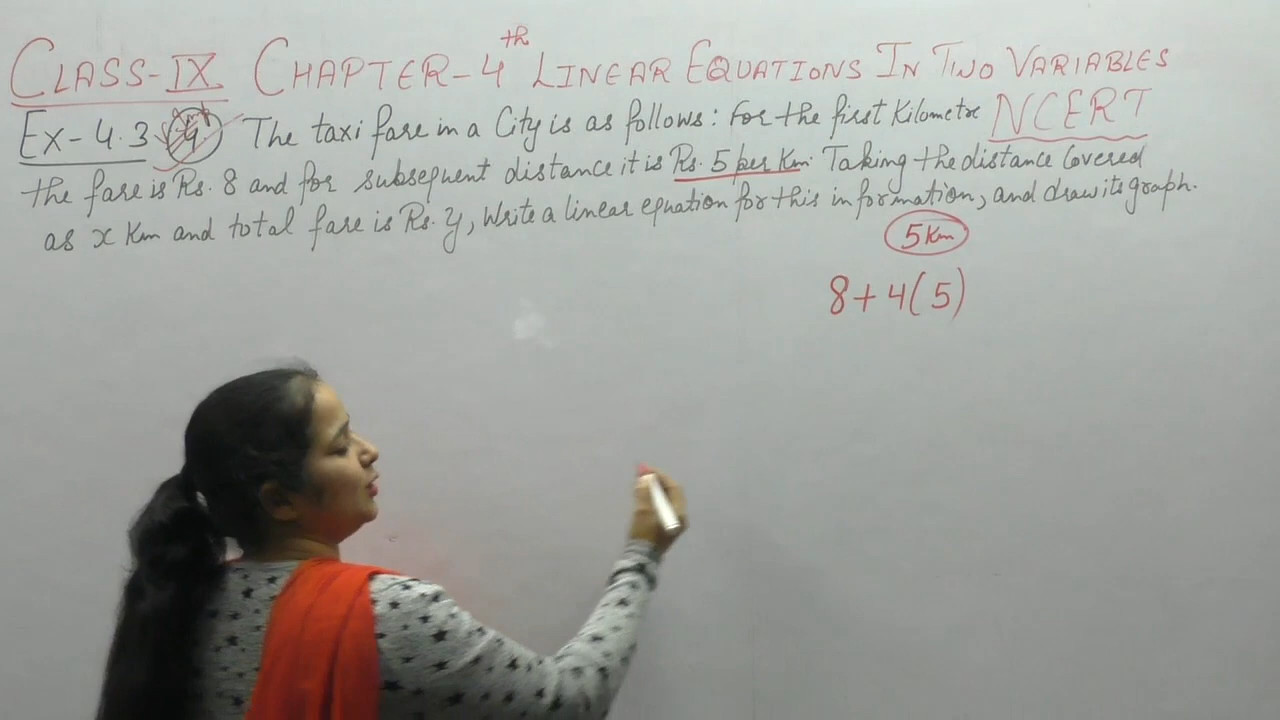 CLASS-IX CHAPTER-4th LINEAR EQUATIONS IN TWO VARIABLES
Ex-4.3 The taxi fare in a City is as follows: For the first Kilometre NCERT
the fare is Rs. 8 and for subsequent distance it is Rs. 5 per Km. Taking the distance Covered
as x Km and total fare is Rs. y, Write a linear equation for this information, and draw its graph.
5 Km
8+4(5)